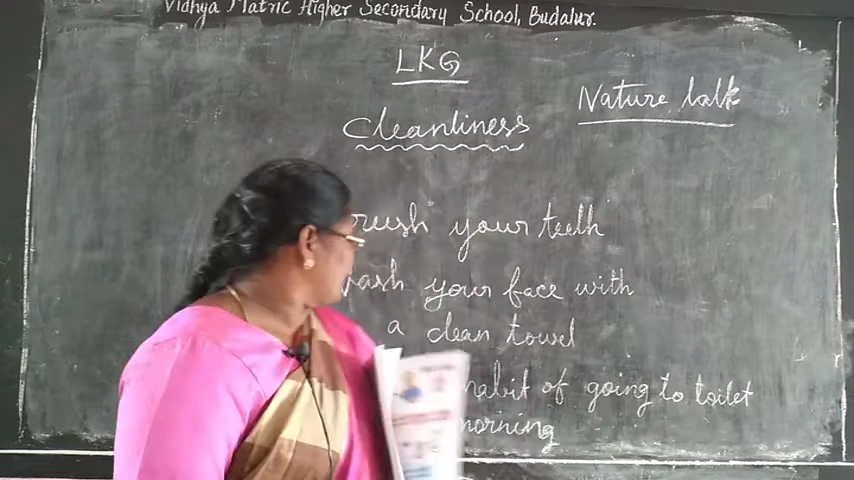 Vidhya Matric Higher Secondary School, Budalur.
LKG
Nature talk
Cleanliness
rush your teeth
ash your face with
a clean towel
habit of going to toilet
morning